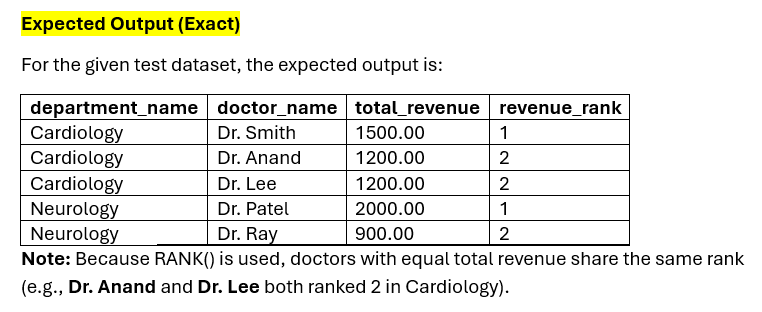 Expected Output (Exact)
For the given test dataset, the expected output is:
department_name doctor_name total_revenue revenue_rank
Cardiology Dr. Smith 1500.00 1
Cardiology Dr. Anand 1200.00 2
Cardiology Dr. Lee 1200.00 2
Neurology Dr. Patel 2000.00 1
Neurology Dr. Ray 900.00 2
Note: Because RANK() is used, doctors with equal total revenue share the same rank
(e.g., Dr. Anand and Dr. Lee both ranked 2 in Cardiology).